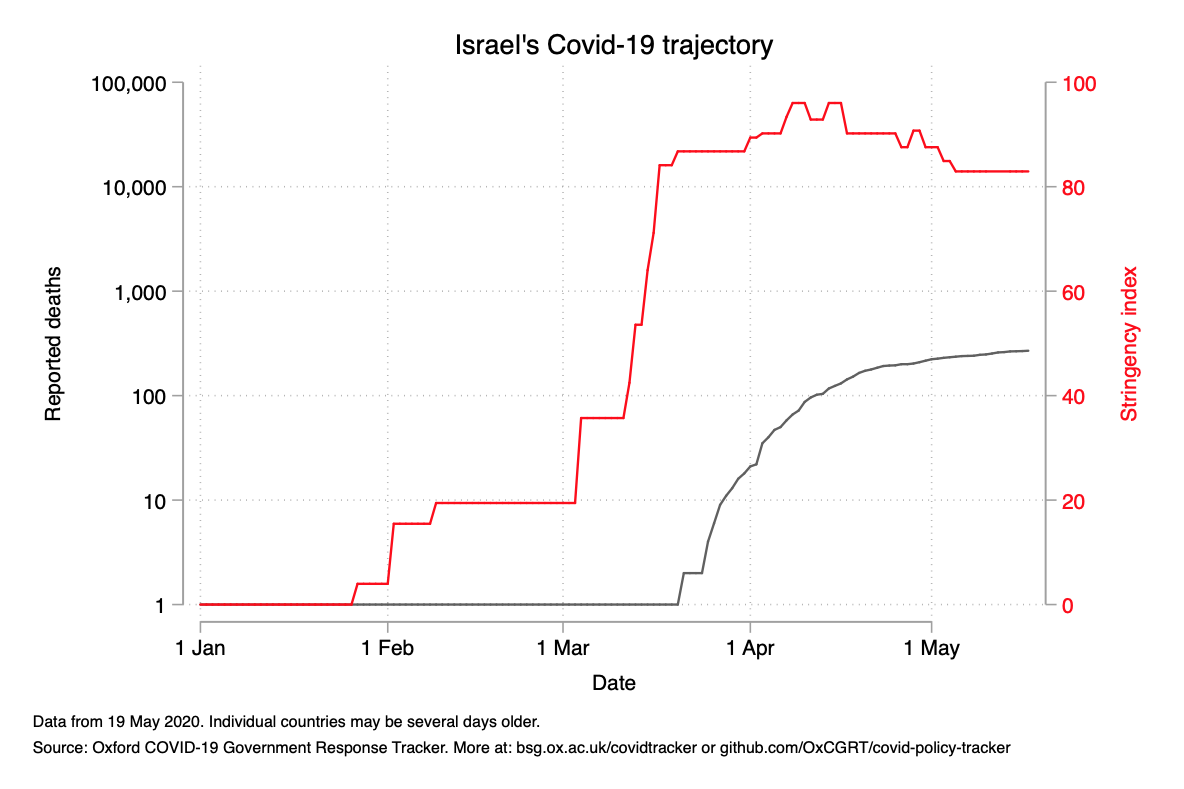 Israel's Covid-19 trajectory
100,000
10,000
1,000
100
10
1
Reported deaths
100
80
60
40
20
0
Stringency index
1 Jan
1 Feb
1 Mar
1 Apr
1 May
Date
Data from 19 May 2020. Individual countries may be several days older.
Source: Oxford COVID-19 Government Response Tracker. More at: bsg.ox.ac.uk/covidtracker or github.com/OxCGRT/covid-policy-tracker